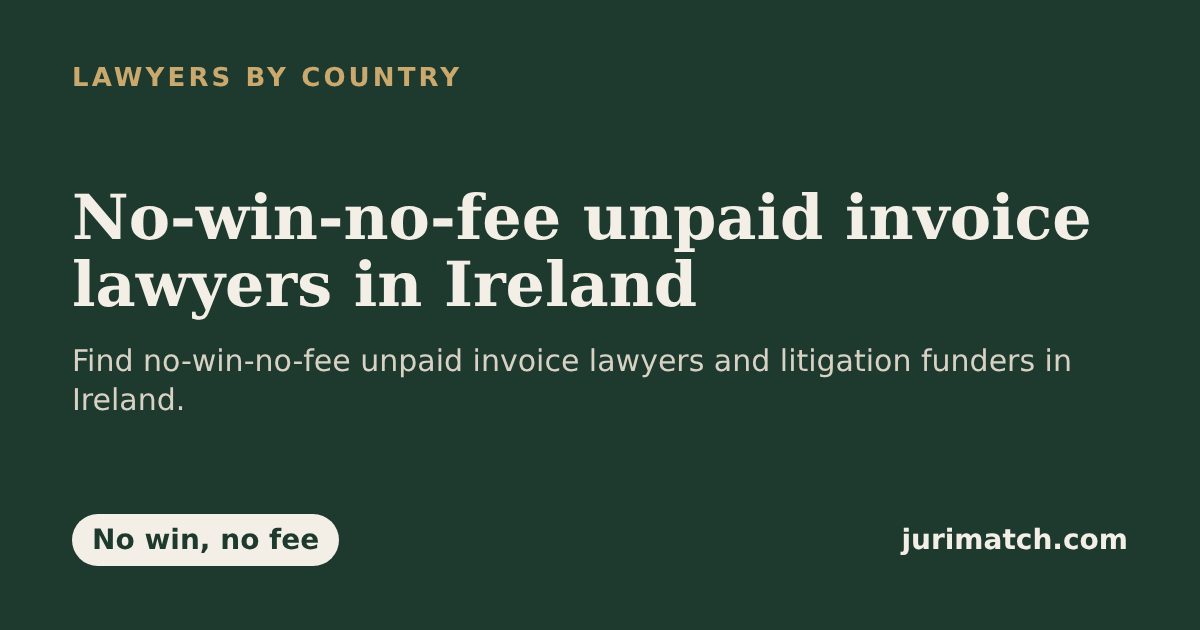 LAWYERS BY COUNTRY
No-win-no-fee unpaid invoice
lawyers in Ireland
Find no-win-no-fee unpaid invoice lawyers and litigation funders in
Ireland.
No win, no fee
jurimatch.com